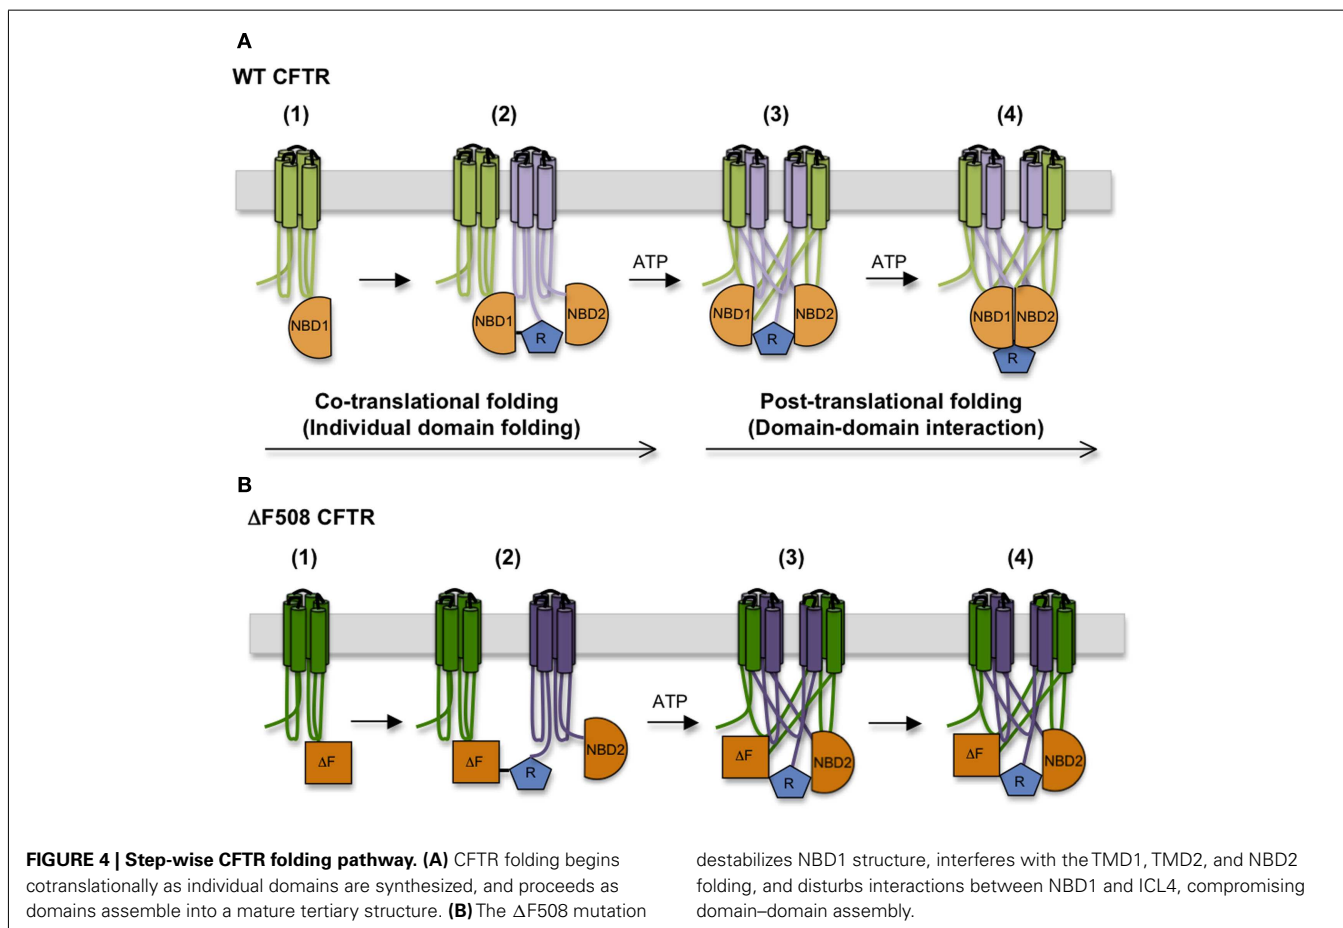 A
WT CFTR
(1)
(2)
(3)
(4)
ATP
ATP
NBD1
NBD1
R
NBD2
NBD1
R
NBD2
NBD1
NBD2
R
Co-translational folding
(Individual domain folding)
Post-translational folding
(Domain-domain interaction)
B
ΔF508 CFTR
(1)
(2)
(3)
(4)
ATP
ΔF
ΔF
R
NBD2
ΔF
R
NBD2
ΔF
R
NBD2
FIGURE 4 | Step-wise CFTR folding pathway. (A) CFTR folding begins
cotranslationally as individual domains are synthesized, and proceeds as
domains assemble into a mature tertiary structure. (B) The ΔF508 mutation
destabilizes NBD1 structure, interferes with the TMD1, TMD2, and NBD2
folding, and disturbs interactions between NBD1 and ICL4, compromising
domain–domain assembly.